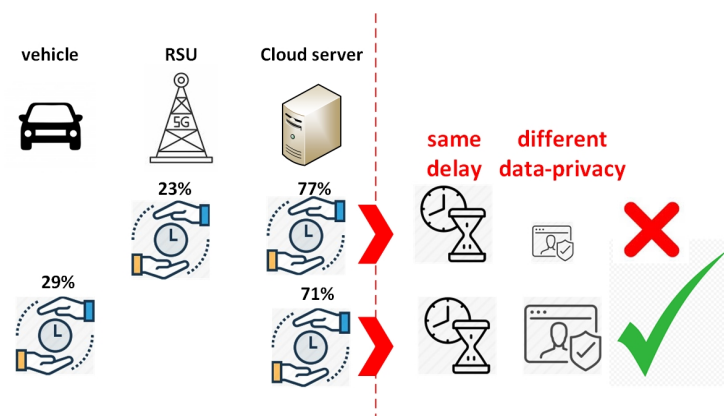 vehicle
RSU
Cloud server
5G
same
delay
different
data-privacy
23%
77%
29%
71%